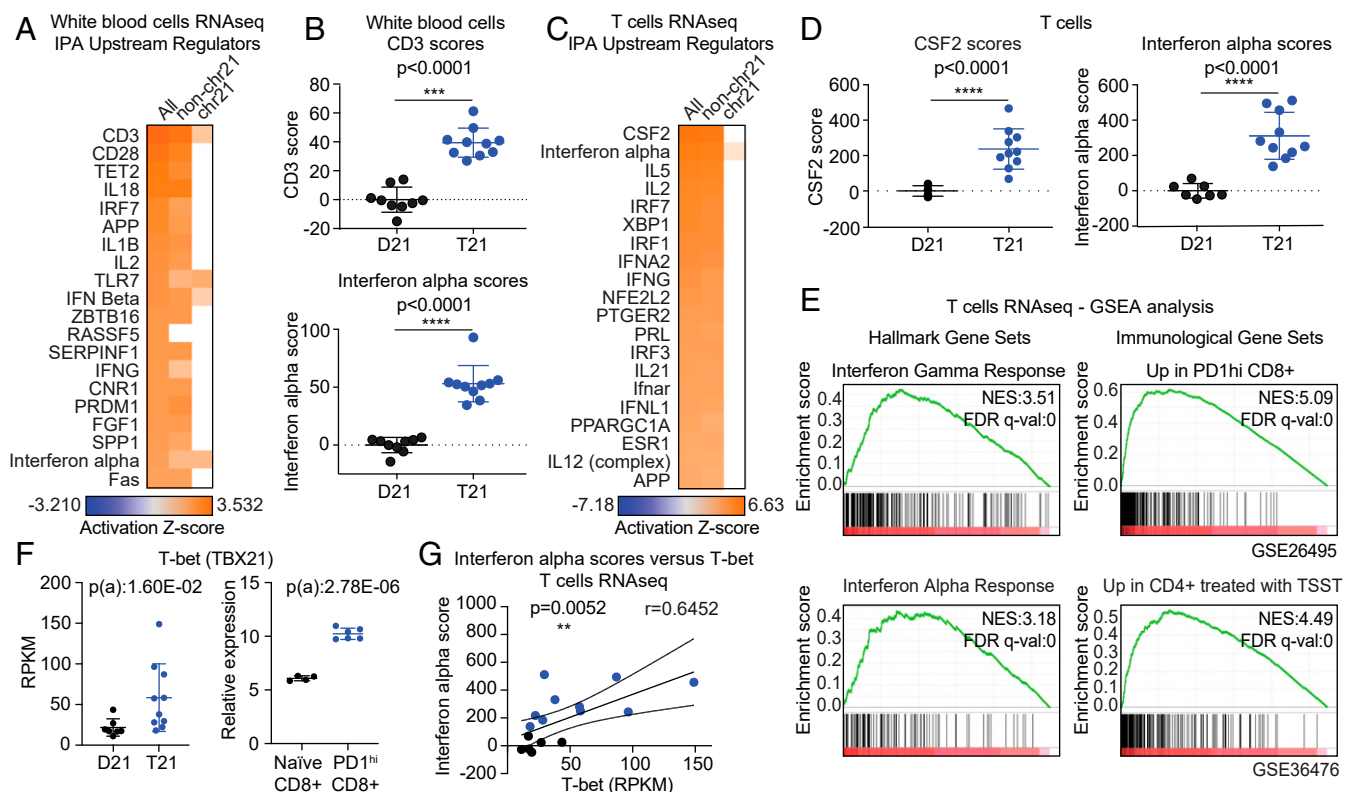 A
White blood cells RNAseq
IPA Upstream Regulators
All
non-chr21
chr21
CD3
CD28
TET2
IL18
IRF7
APP
IL1B
IL2
TLR7
IFN Beta
ZBTB16
RASSF5
SERPINF1
IFNG
CNR1
PRDM1
FGF1
SPP1
Interferon alpha
Fas
-3.210
3.532
Activation Z-score
B
White blood cells
CD3 scores
p<0.0001
***
CD3 score
80
60
40
20
0
-20
D21
T21
Interferon alpha scores
p<0.0001
****
Interferon alpha score
100
50
0
D21
T21
C
T cells RNAseq
IPA Upstream Regulators
All
non-chr21
chr21
CSF2
Interferon alpha
IL5
IL2
IRF7
XBP1
IRF1
IFNA2
IFNG
NFE2L2
PTGER2
PRL
IRF3
IL21
Ifnar
IFNL1
PPARGC1A
ESR1
IL12 (complex)
APP
-7.18
6.63
Activation Z-score
D
T cells
CSF2 scores
p<0.0001
****
CSF2 score
600
400
200
0
-200
D21
T21
Interferon alpha scores
p<0.0001
****
Interferon alpha score
600
400
200
0
-200
D21
T21
E
T cells RNAseq - GSEA analysis
Hallmark Gene Sets
Immunological Gene Sets
Interferon Gamma Response
NES:3.51
FDR q-val:0
Enrichment score
0.4
0.3
0.2
0.1
0.0
Up in PD1hi CD8+
NES:5.09
FDR q-val:0
Enrichment score
0.6
0.4
0.2
0.0
GSE26495
Interferon Alpha Response
NES:3.18
FDR q-val:0
Enrichment score
0.4
0.4
0.3
0.2
0.1
0.0
Up in CD4+ treated with TSST
NES:4.49
FDR q-val:0
Enrichment score
0.5
0.4
0.3
0.2
0.1
0.0
GSE36476
F
T-bet (TBX21)
p(a):1.60E-02
RPKM
200
150
100
50
0
D21
T21
p(a):2.78E-06
Relative expression
15
10
5
0
Naïve
CD8+
PD1hi
CD8+
G
Interferon alpha scores versus T-bet
T cells RNAseq
p=0.0052
**
r=0.6452
Interferon alpha score
1000
800
600
400
200
0
-200
50
100
150
T-bet (RPKM)